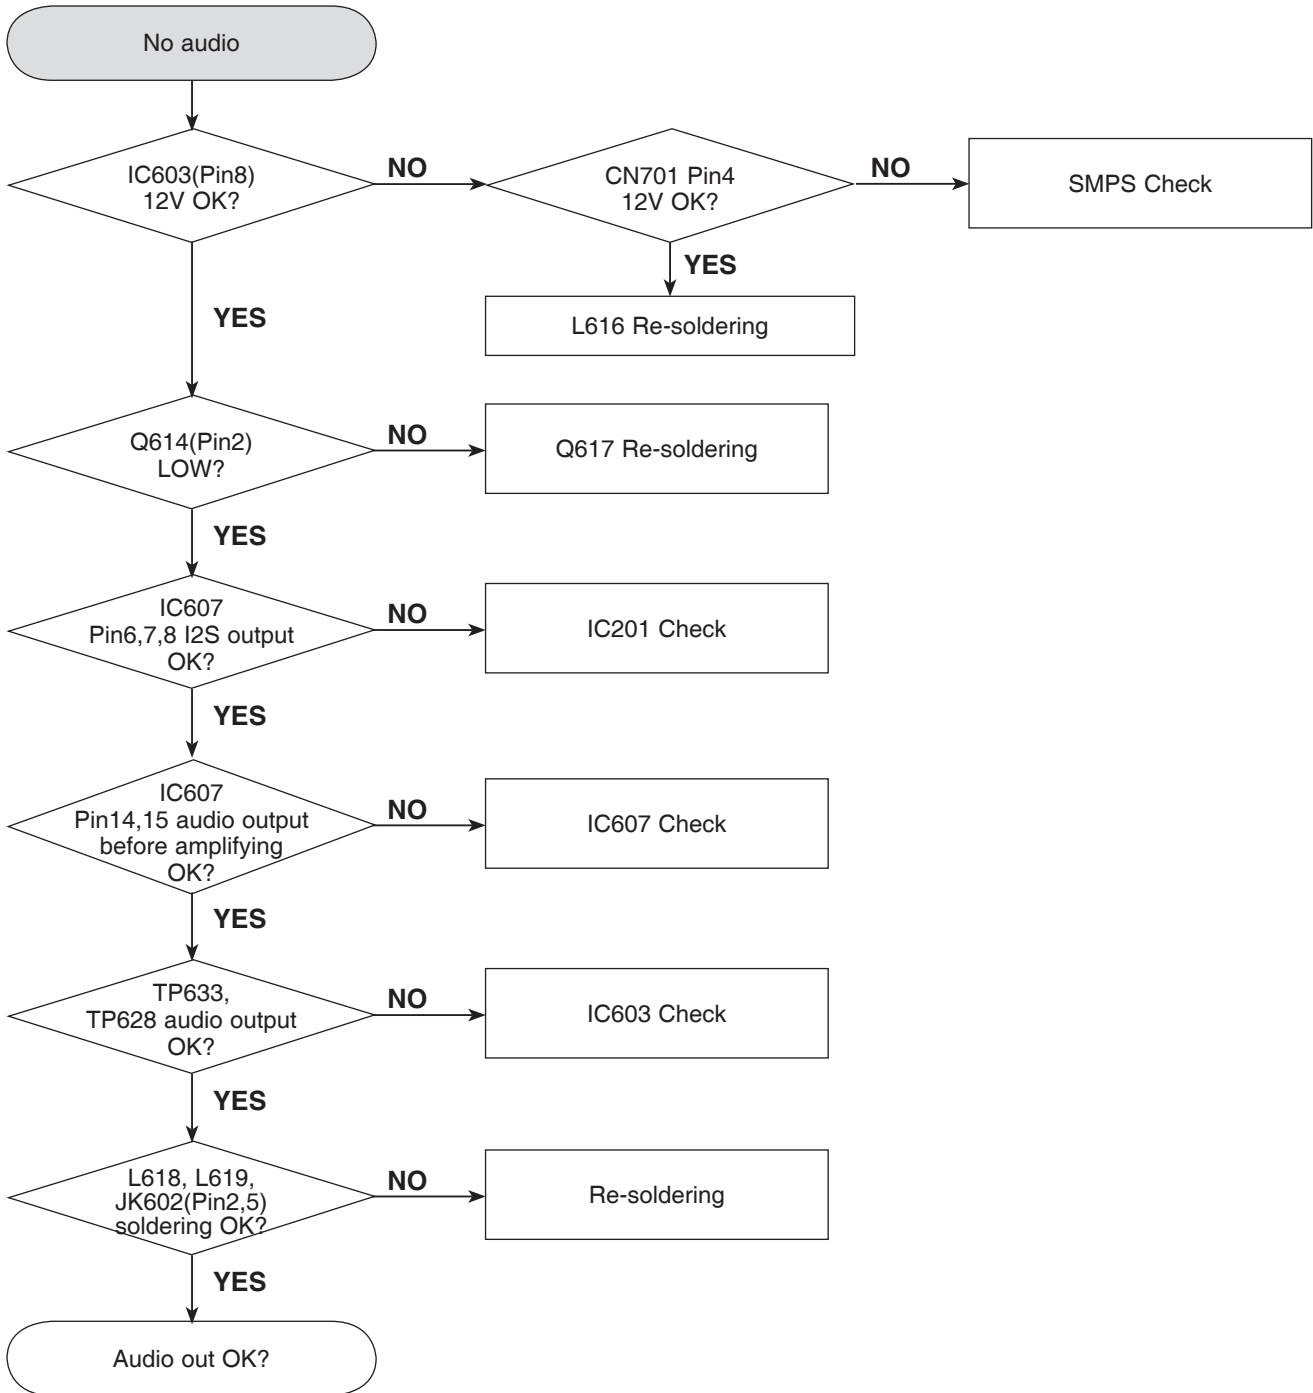 No audio
IC603(Pin8)
12V OK?
NO
CN701 Pin4
12V OK?
NO
SMPS Check
YES
L616 Re-soldering
YES
Q614(Pin2)
LOW?
NO
Q617 Re-soldering
YES
IC607
Pin6,7,8 I2S output
OK?
NO
IC201 Check
YES
IC607
Pin14,15 audio output
before amplifying
OK?
NO
IC607 Check
YES
TP633,
TP628 audio output
OK?
NO
IC603 Check
YES
L618, L619,
JK602(Pin2,5)
soldering OK?
NO
Re-soldering
YES
Audio out OK?